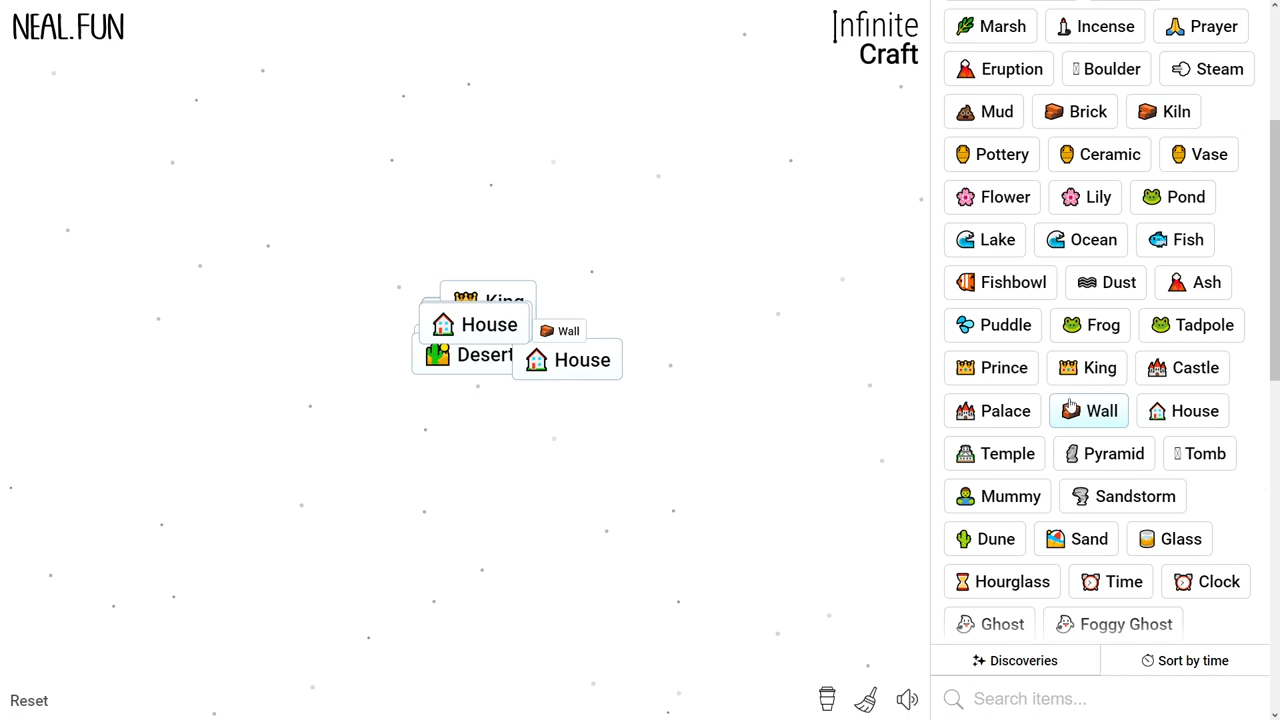 NEAL.FUN
Infinite
Craft
Marsh Incense Prayer
Eruption Boulder Steam
Mud Brick Kiln
Pottery Ceramic Vase
Flower Lily Pond
Lake Ocean Fish
Fishbowl Dust Ash
Puddle Frog Tadpole
Prince King Castle
Palace Wall House
Temple Pyramid Tomb
Mummy Sandstorm
Dune Sand Glass
Hourglass Time Clock
Ghost Foggy Ghost
King
House Wall
Desert House
Discoveries Sort by time
Search items...
Reset